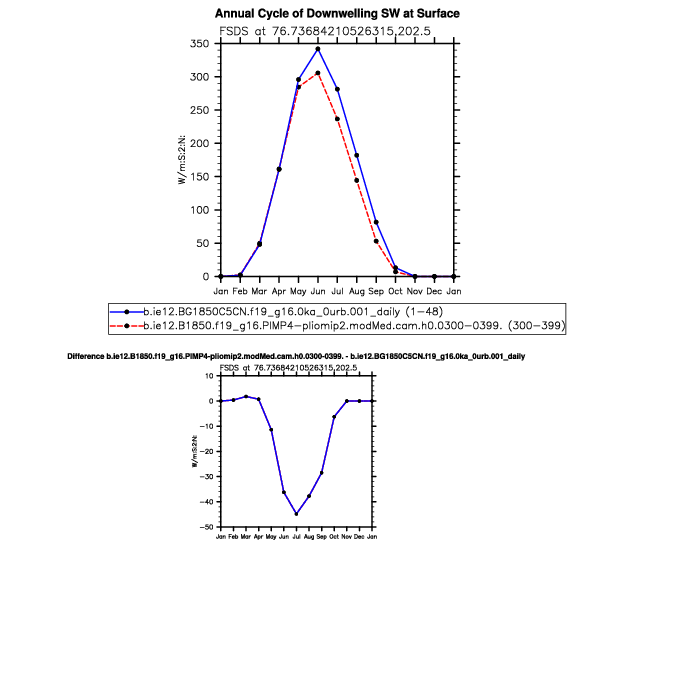 Annual Cycle of Downwelling SW at Surface
FSDS at 76.73684210526315,202.5
350
300
250
200
150
100
50
0
W/m:S:2:N:
Jan Feb Mar Apr May Jun Jul Aug Sep Oct Nov Dec Jan
b.ie12.BG1850C5CN.f19_g16.0ka_0urb.001_daily (1-48)
b.ie12.B1850.f19_g16.PIMP4-pliomip2.modMed.cam.h0.0300-0399. (300-399)
Difference b.ie12.B1850.f19_g16.PIMP4-pliomip2.modMed.cam.h0.0300-0399. - b.ie12.BG1850C5CN.f19_g16.0ka_0urb.001_daily
FSDS at 76.73684210526315,202.5
10
0
-10
-20
-30
-40
-50
W/m:S:2:N:
Jan Feb Mar Apr May Jun Jul Aug Sep Oct Nov Dec Jan